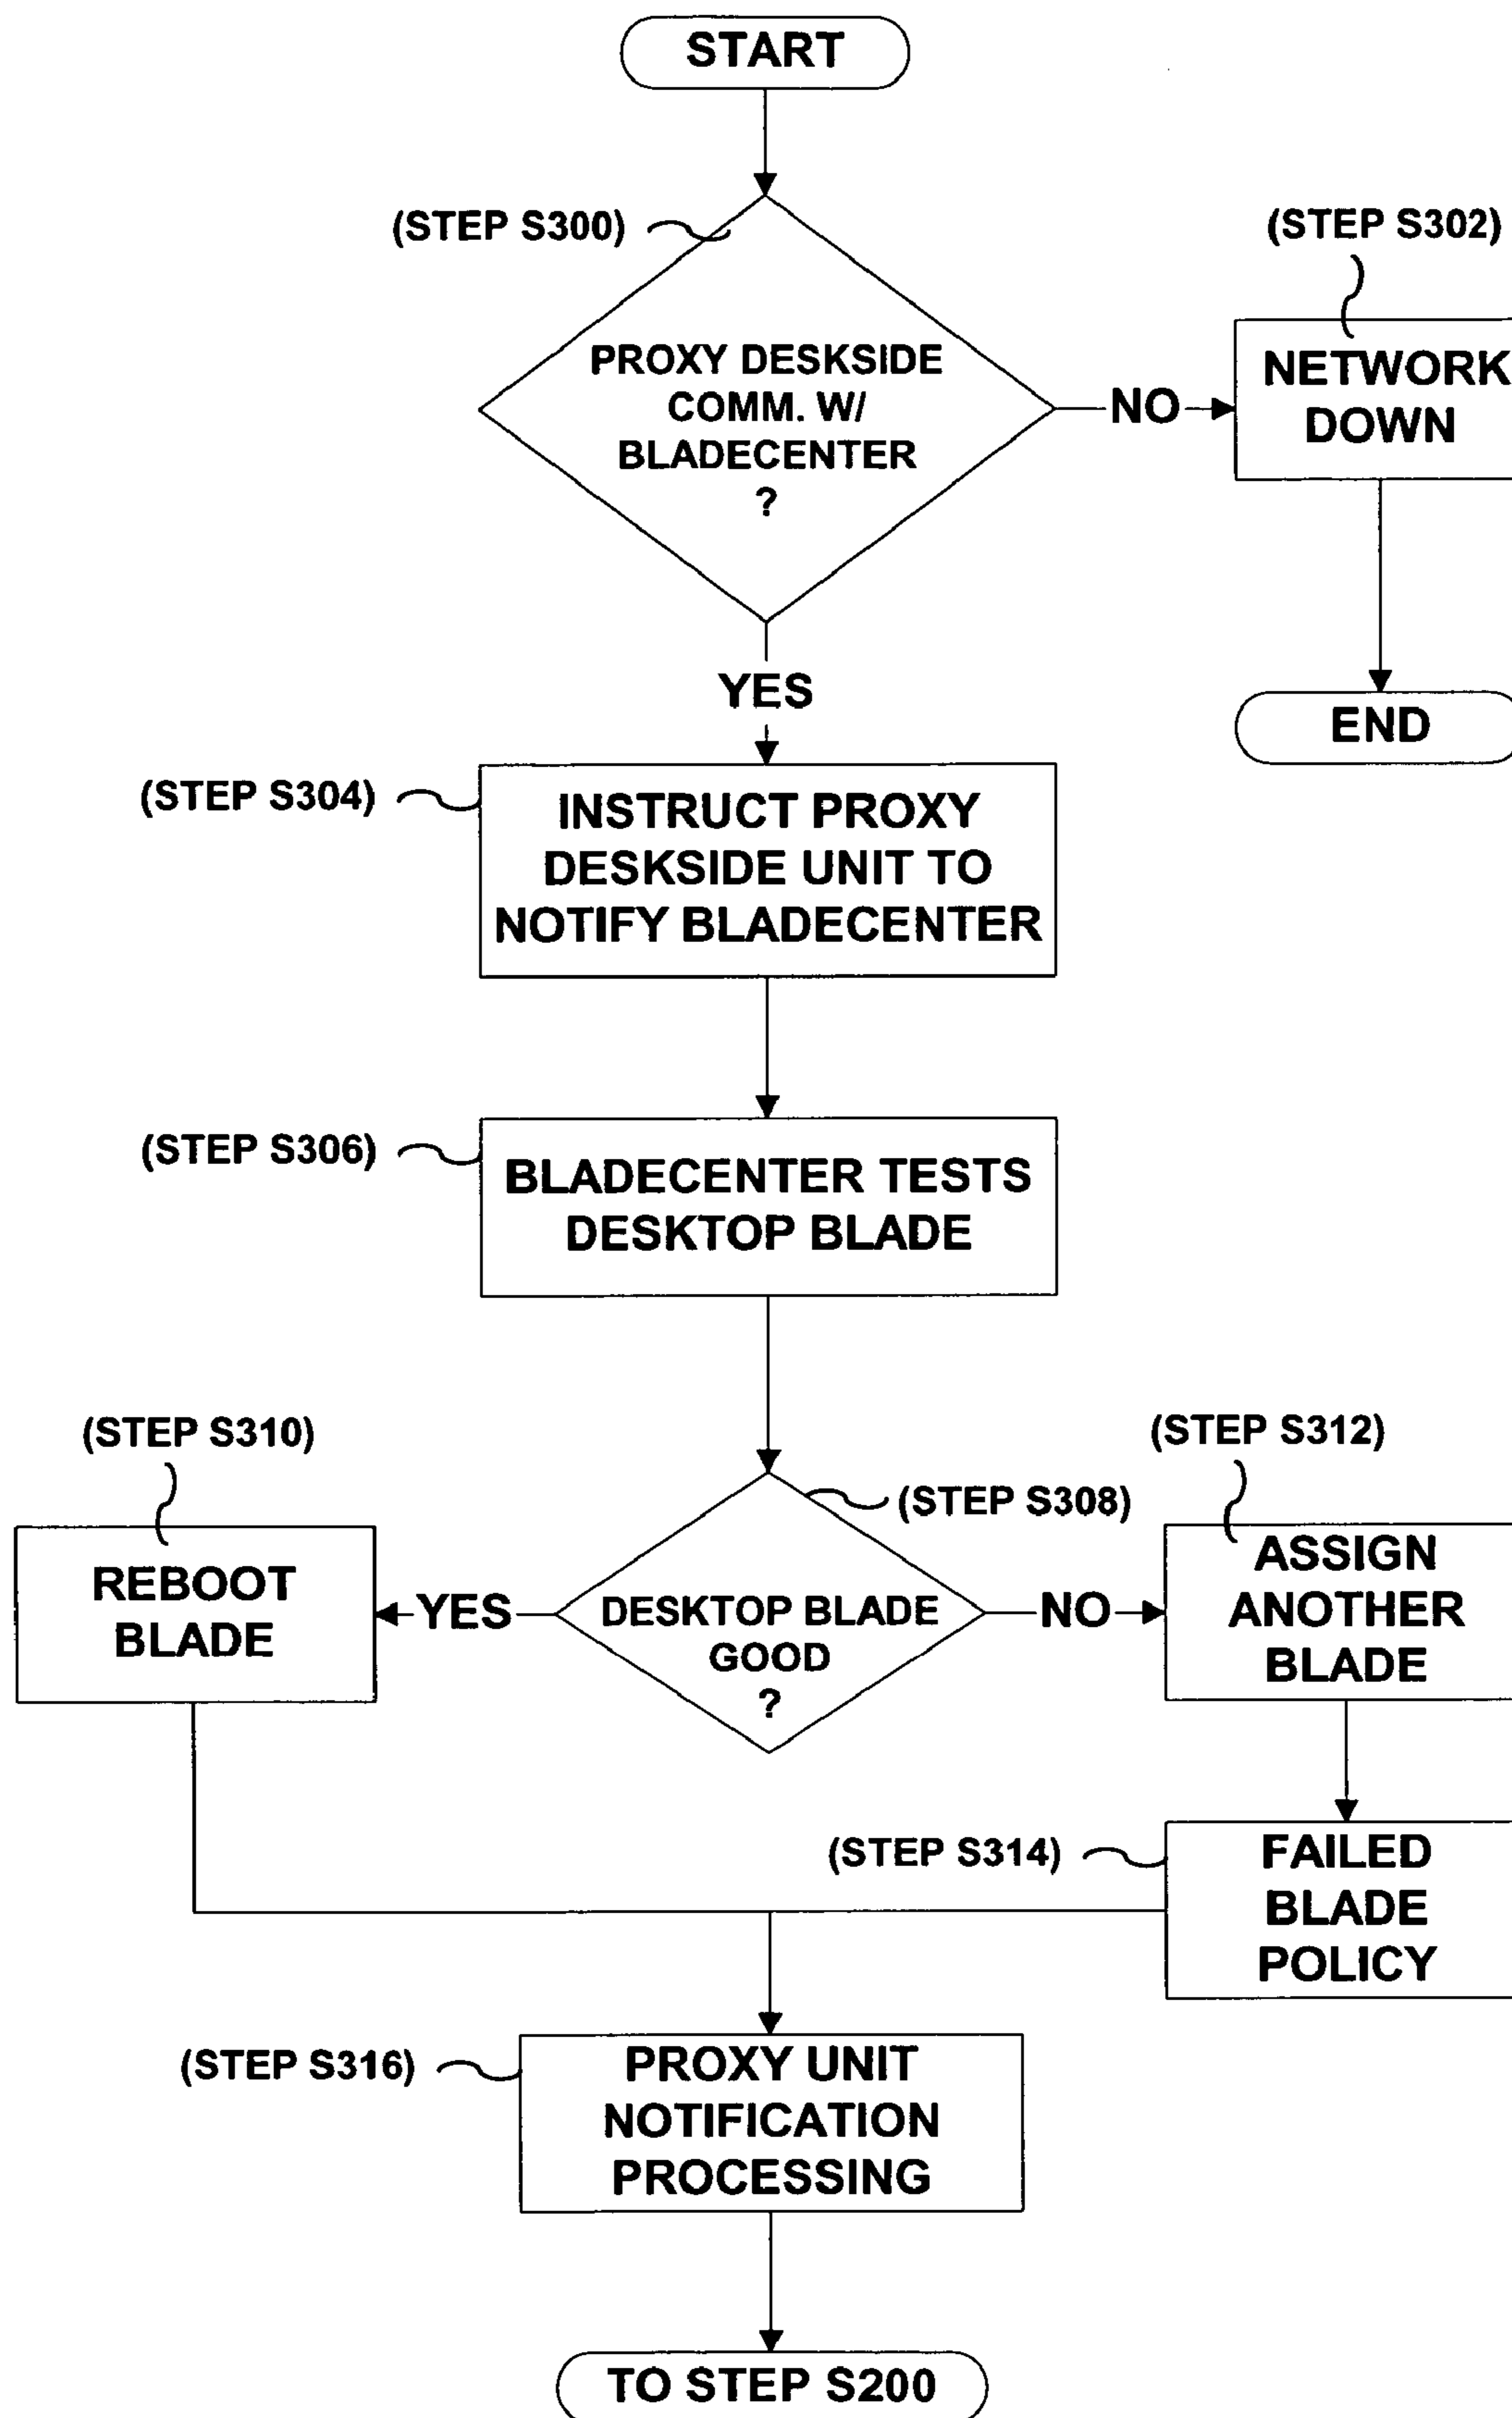 START
(STEP S300)
(STEP S302)
PROXY DESKSIDE
COMM. W/
BLADECENTER
?
NO
NETWORK
DOWN
YES
END
(STEP S304)
INSTRUCT PROXY
DESKSIDE UNIT TO
NOTIFY BLADECENTER
(STEP S306)
BLADECENTER TESTS
DESKTOP BLADE
(STEP S310)
(STEP S312)
(STEP S308)
REBOOT
BLADE
YES
DESKTOP BLADE
GOOD
?
NO
ASSIGN
ANOTHER
BLADE
(STEP S314)
FAILED
BLADE
POLICY
(STEP S316)
PROXY UNIT
NOTIFICATION
PROCESSING
TO STEP S200